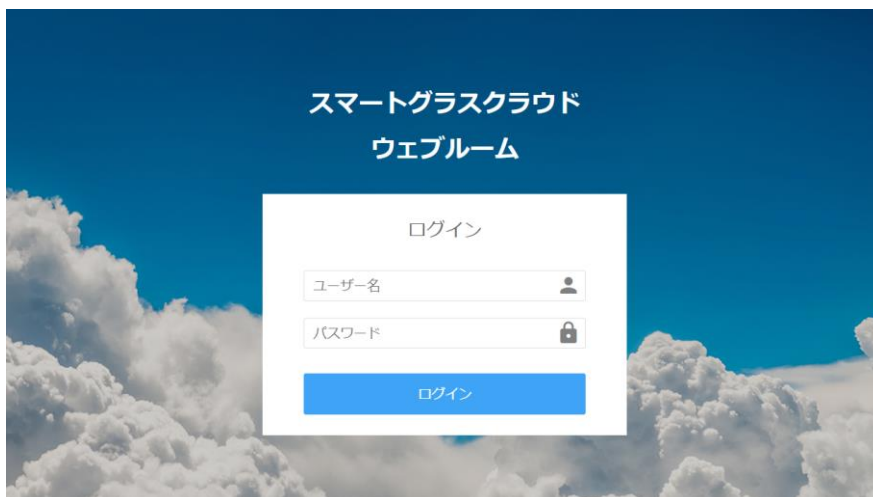 スマートグラスクラウド
ウェブルーム
ログイン
ユーザー名
パスワード
ログイン